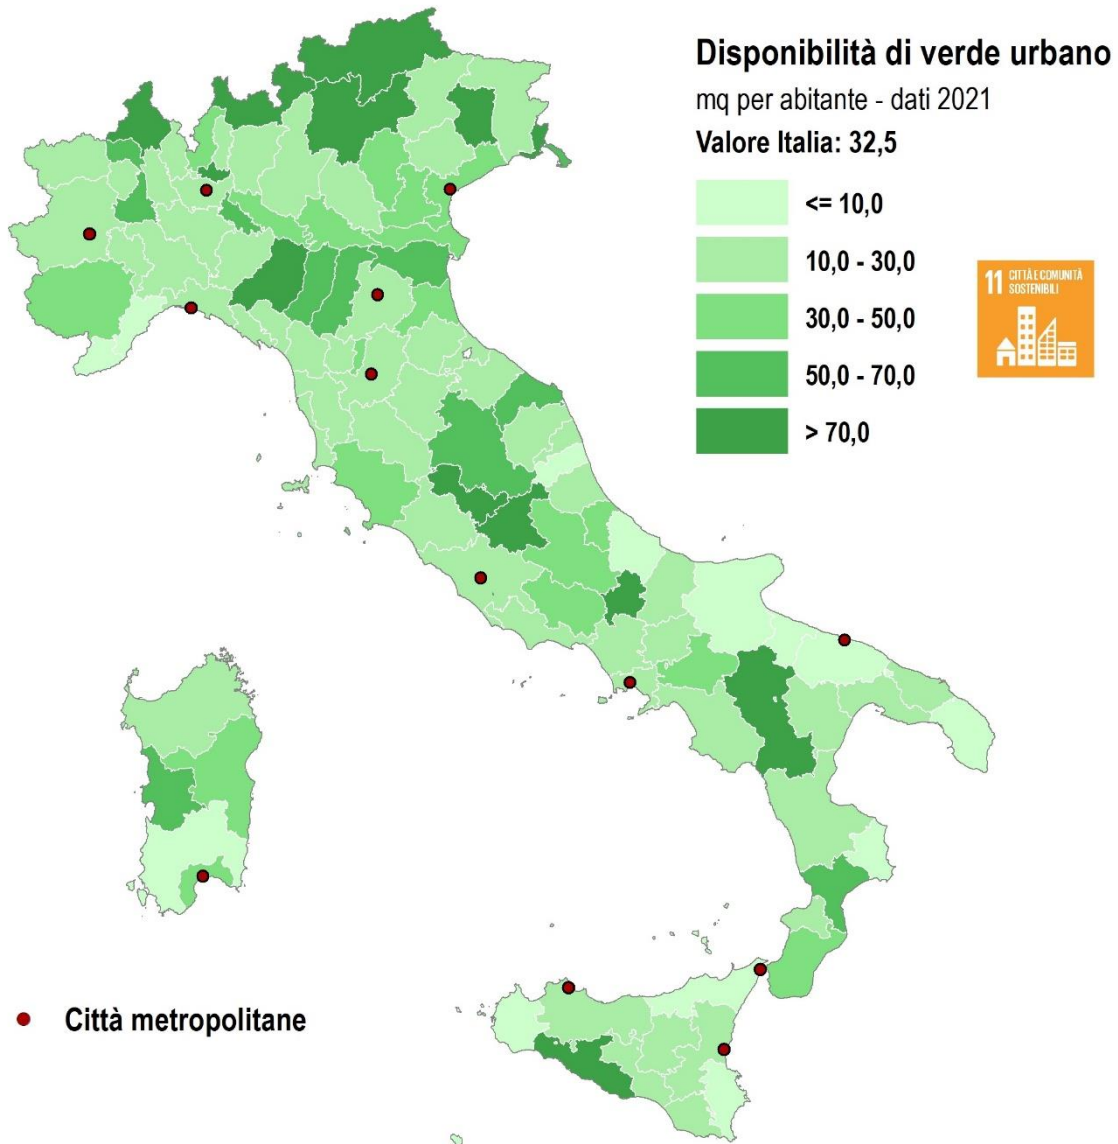 Disponibilità di verde urbano
mq per abitante - dati 2021
Valore Italia: 32,5
<= 10,0
10,0 - 30,0
30,0 - 50,0
50,0 - 70,0
> 70,0
11 CITTÀ E COMUNITÀ
SOSTENIBILI
Città metropolitane